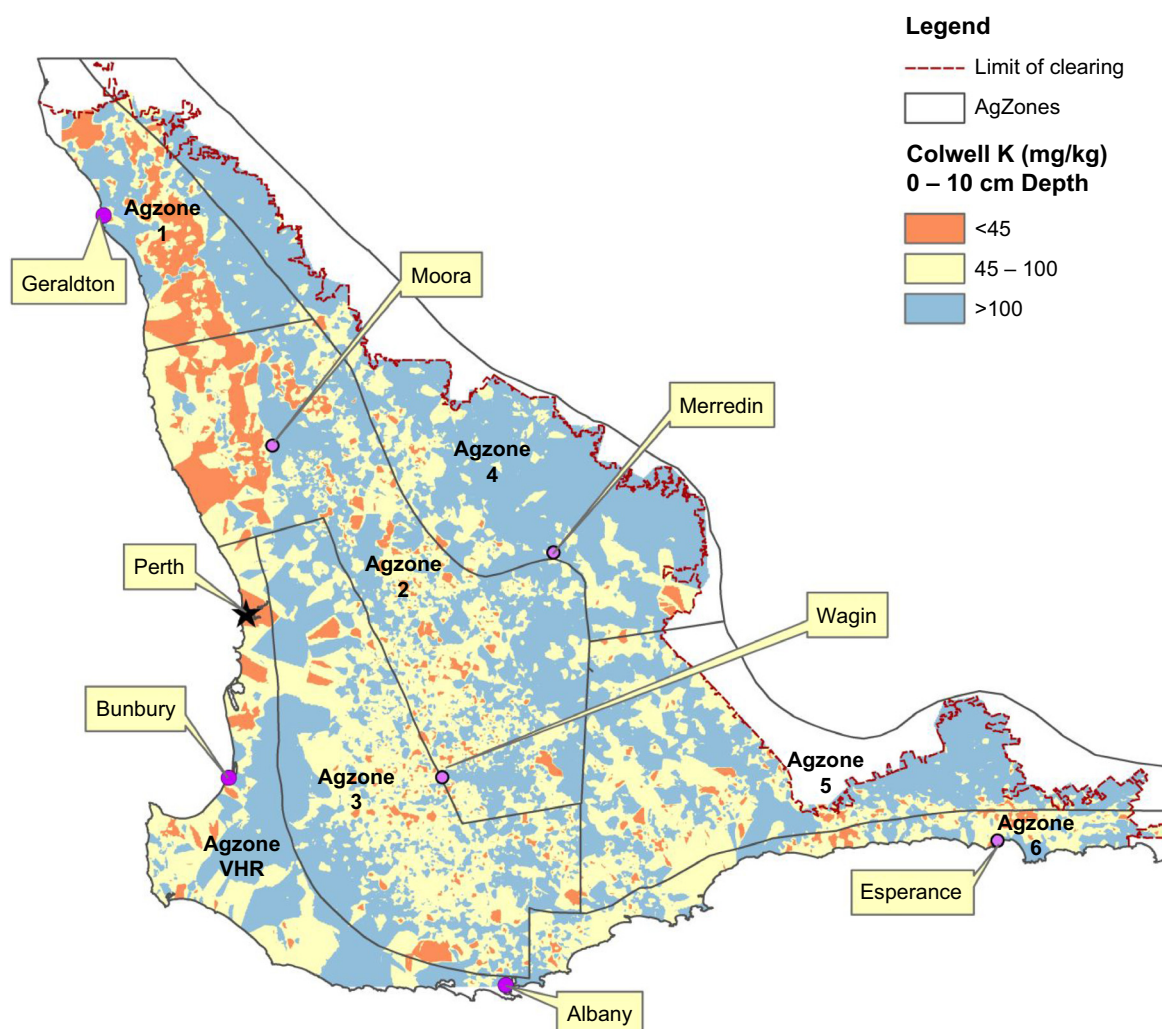 Legend
Limit of clearing
AgZones
Colwell K (mg/kg)
0 – 10 cm Depth
<45
45 – 100
>100
Agzone
1
Geraldton
Moora
Merredin
Agzone
4
Perth
Agzone
2
Wagin
Bunbury
Agzone
3
Agzone
5
Agzone
VHR
Agzone
6
Esperance
Albany